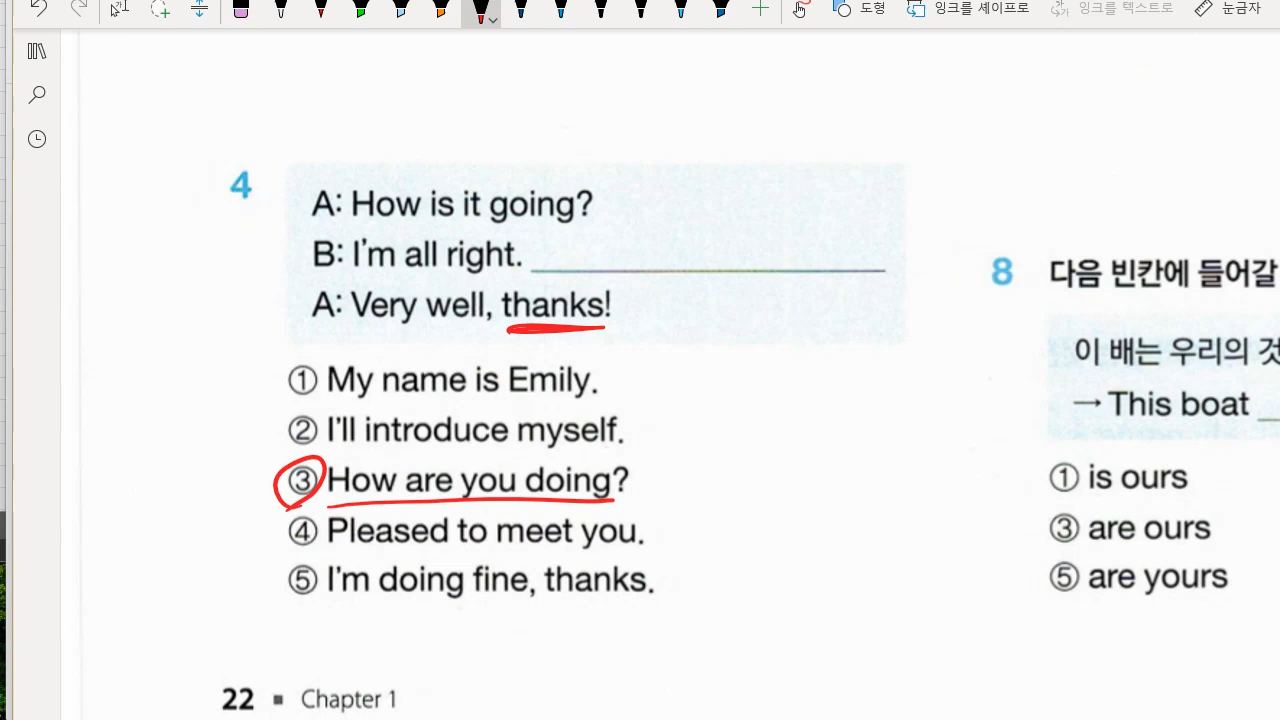 도형
잉크를 셰이프로
잉크를 텍스트로
눈금자
4
A: How is it going?
B: I'm all right.
A: Very well, thanks!
① My name is Emily.
② I'll introduce myself.
③ How are you doing?
④ Pleased to meet you.
⑤ I'm doing fine, thanks.
22 ■ Chapter 1
8 다음 빈칸에 들어갈
이 배는 우리의 것
→ This boat
① is ours
③ are ours
⑤ are yours